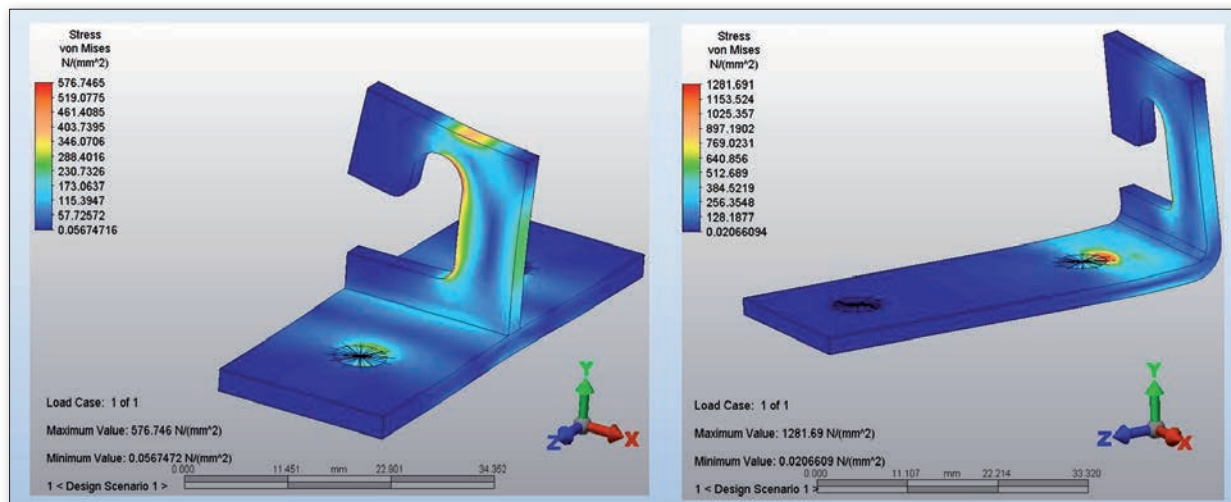 Stress
von Mises
N/(mm^2)
576.7465
519.0775
461.4085
403.7395
346.0706
288.4016
230.7326
173.0637
115.3947
57.72572
0.05674716
Load Case: 1 of 1
Maximum Value: 576.746 N/(mm^2)
Minimum Value: 0.0567472 N/(mm^2)
0.000 11.451 mm 22.901 34.352
1 < Design Scenario 1 >
Y
Z X
Stress
von Mises
N/(mm^2)
1281.691
1153.524
1025.357
897.1902
769.0231
640.856
512.689
384.5219
256.3548
128.1877
0.02066094
Load Case: 1 of 1
Maximum Value: 1281.69 N/(mm^2)
Minimum Value: 0.0206609 N/(mm^2)
0.000 11.107 mm 22.214 33.320
1 < Design Scenario 1 >
Y
Z X